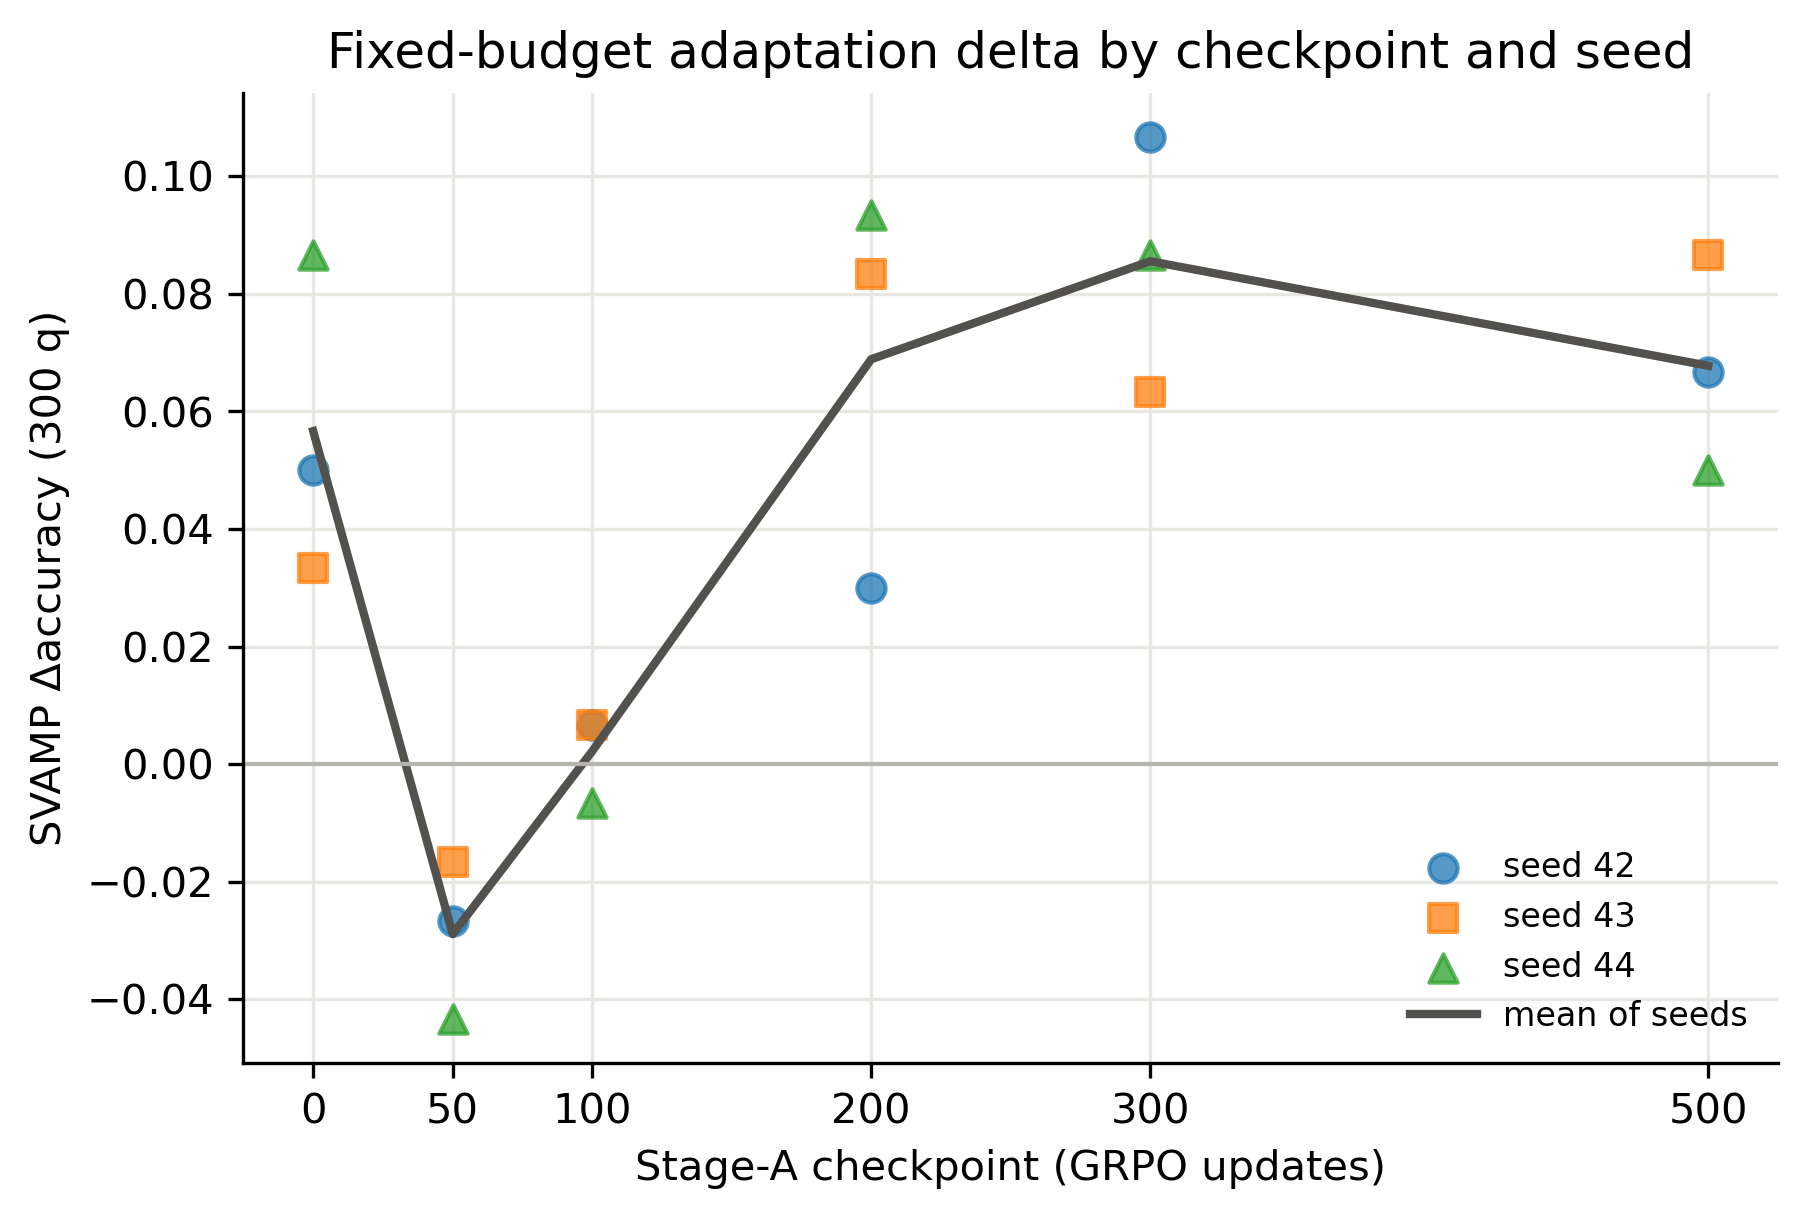 Fixed-budget adaptation delta by checkpoint and seed
SVAMP Δaccuracy (300 q)
0.10
0.08
0.06
0.04
0.02
0.00
−0.02
−0.04
seed 42
seed 43
seed 44
mean of seeds
0 50 100 200 300 500
Stage-A checkpoint (GRPO updates)